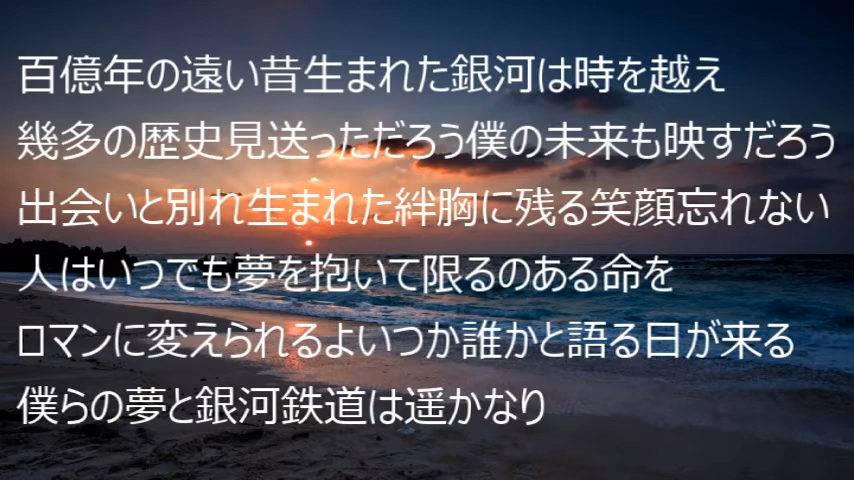 百億年の遠い昔生まれた銀河は時を越え
幾多の歴史見送っただろう僕の未来も映すだろう
出会いと別れ生まれた絆胸に残る笑顔忘れない
人はいつでも夢を抱いて限るのある命を
ロマンに変えられるよいつか誰かと語る日が来る
僕らの夢と銀河鉄道は遥かなり